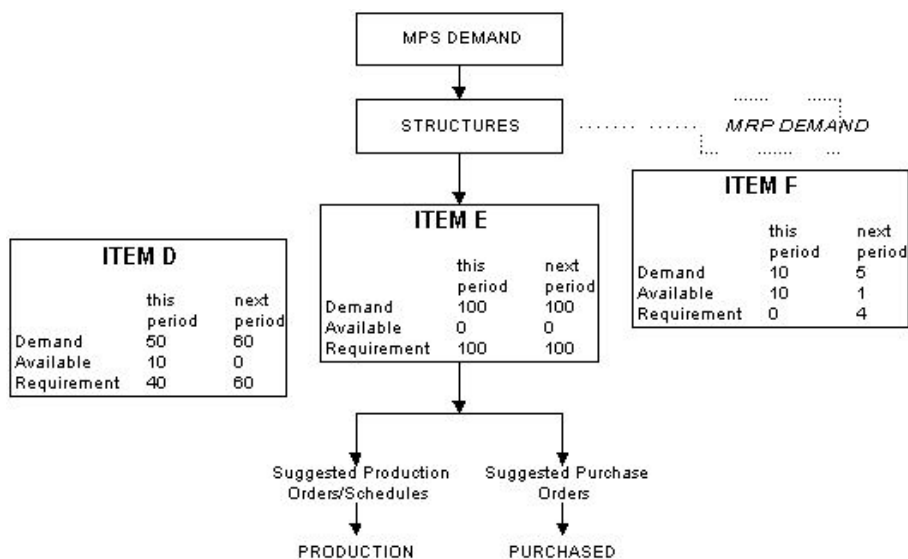 MPS DEMAND
STRUCTURES
MRP DEMAND
ITEM D
this next
period period
Demand 50 60
Available 10 0
Requirement 40 60
ITEM E
this next
period period
Demand 100 100
Available 0 0
Requirement 100 100
ITEM F
this next
period period
Demand 10 5
Available 10 1
Requirement 0 4
Suggested Production
Orders/Schedules
Suggested Purchase
Orders
PRODUCTION
PURCHASED